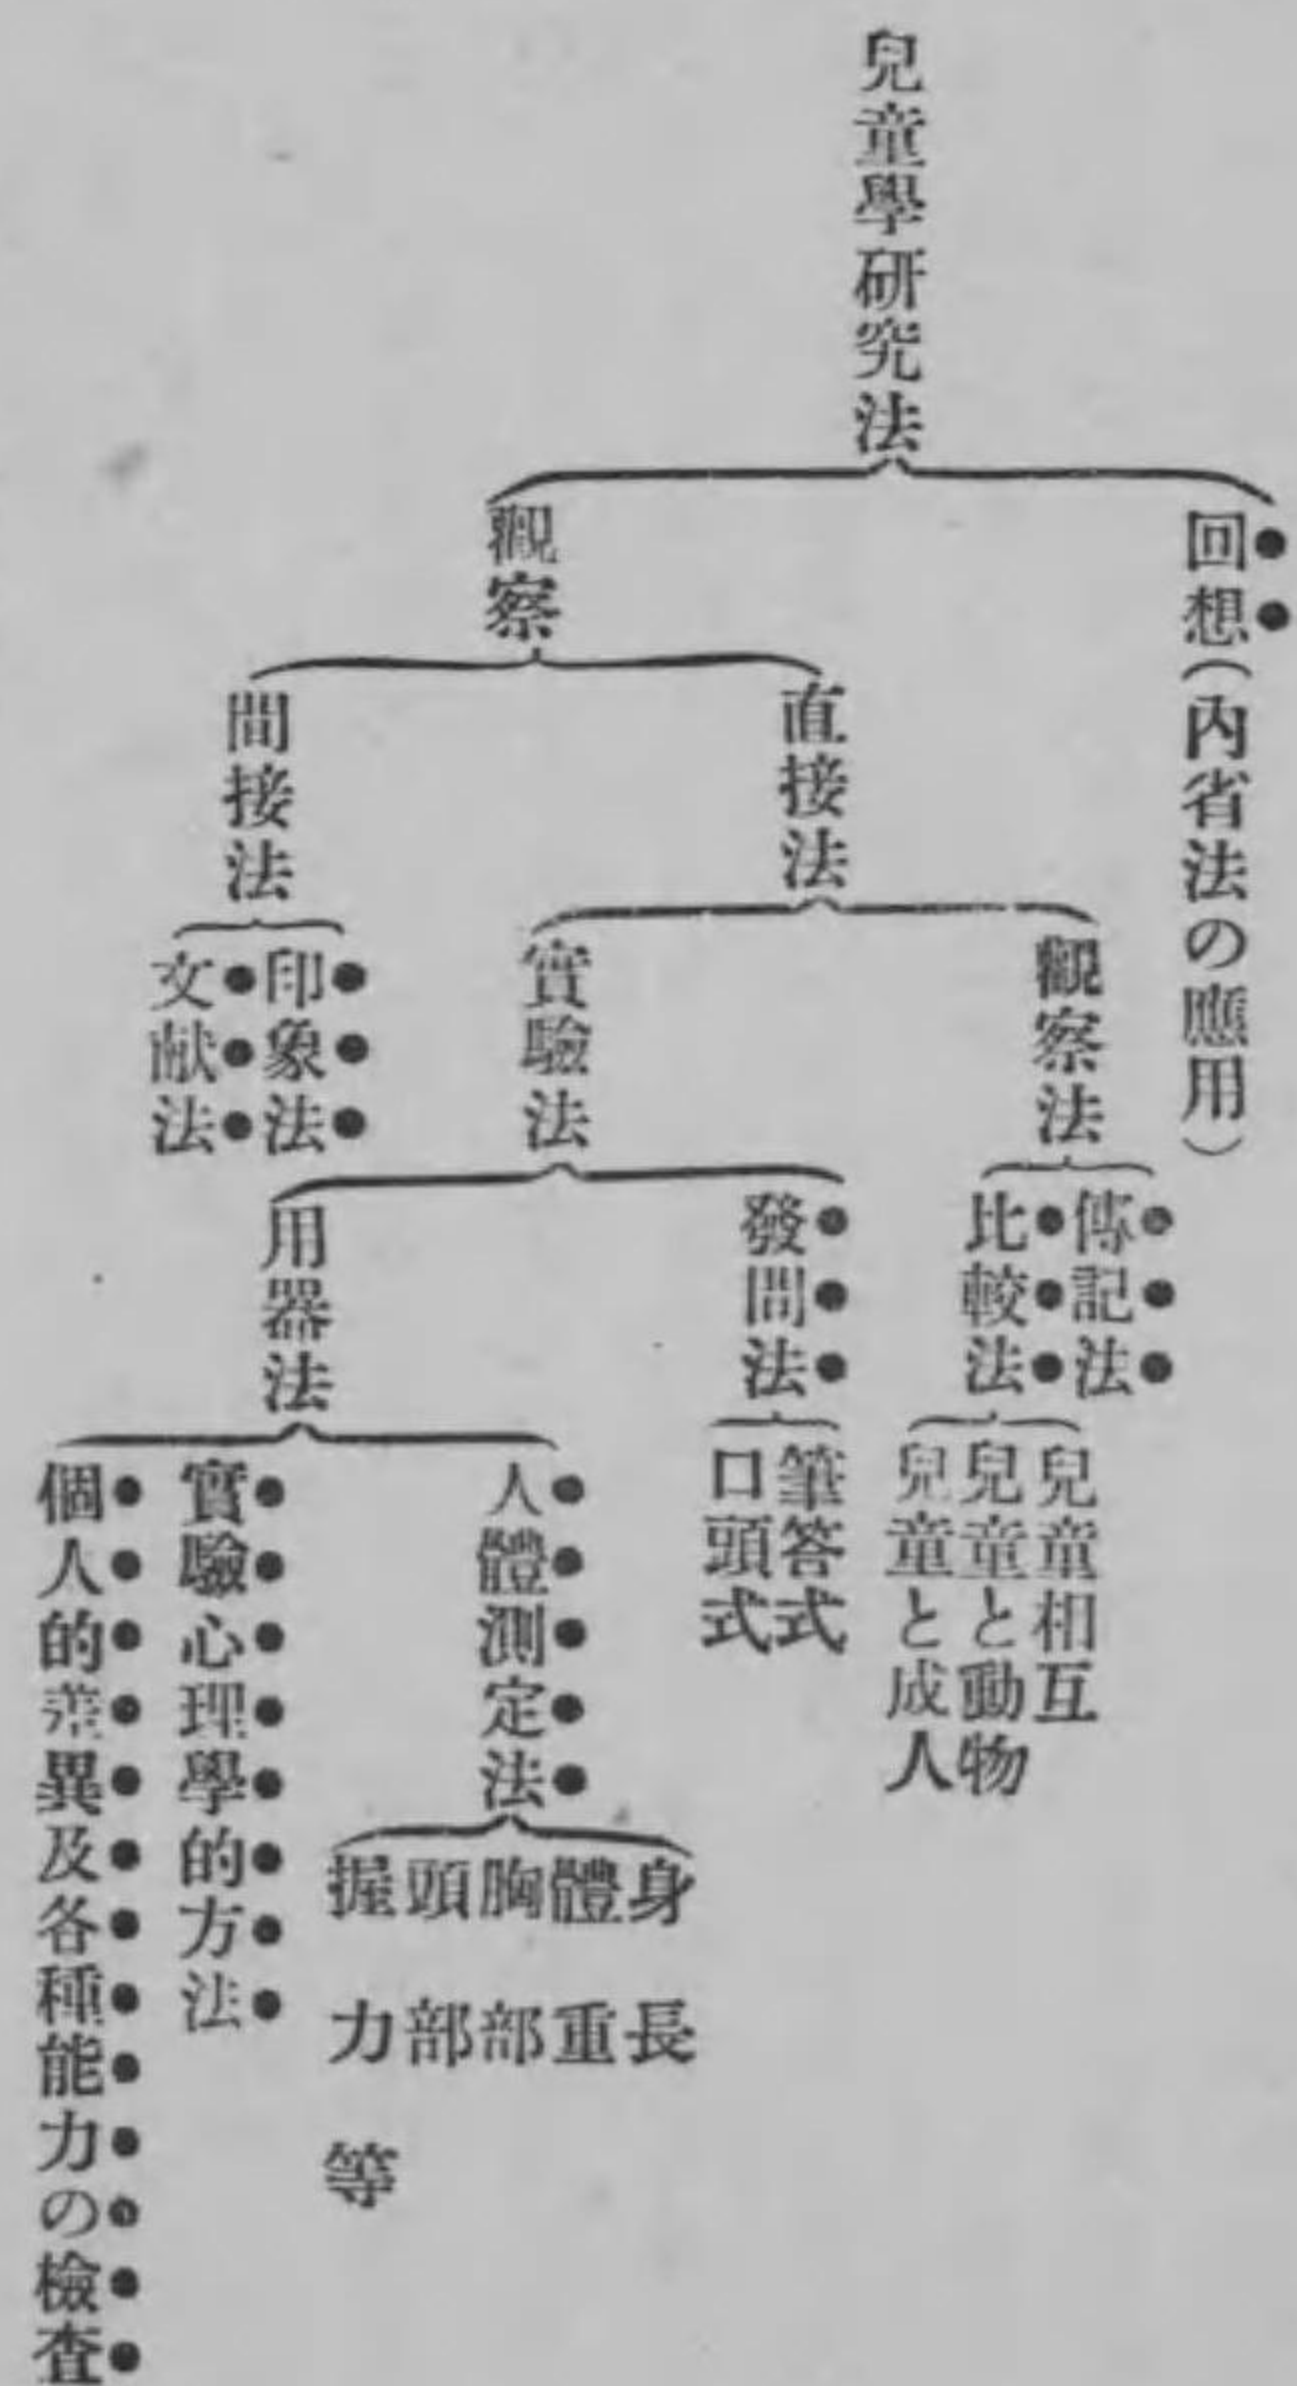 兒童學研究法
回想(內省法の應用)
觀察
直接法
觀察法
傳記法
比較法
兒童相互
兒童と動物
兒童と成人
實驗法
發問法
筆答式
口頭式
用器法
人體測定法
身長
體重
胸部
頭部
握力等
實驗心理學的方法
個人的差異及各種能力の檢査
間接法
印象法
文献法